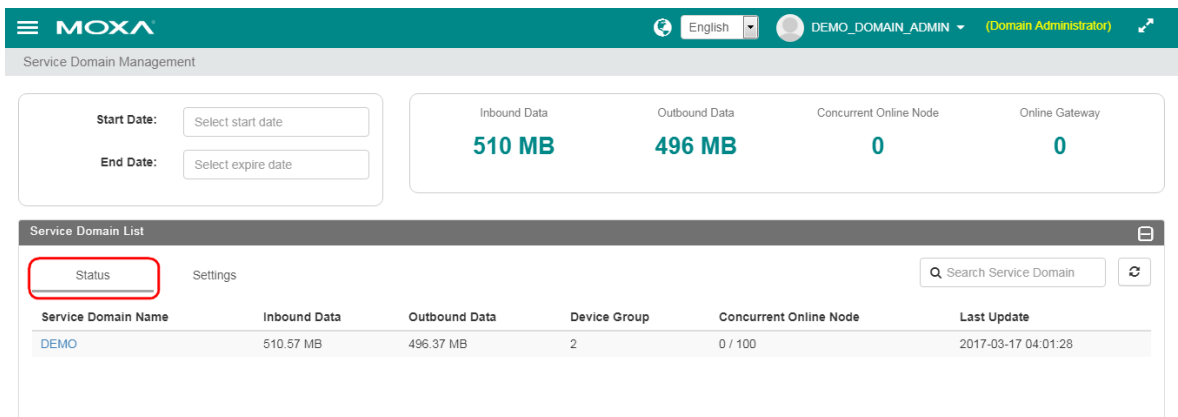 MOXA English DEMO_DOMAIN_ADMIN (Domain Administrator)
Service Domain Management
Start Date: Select start date
End Date: Select expire date
Inbound Data Outbound Data Concurrent Online Node Online Gateway
510 MB 496 MB 0 0
Service Domain List
Status Settings Search Service Domain
Service Domain Name Inbound Data Outbound Data Device Group Concurrent Online Node Last Update
DEMO 510.57 MB 496.37 MB 2 0 / 100 2017-03-17 04:01:28